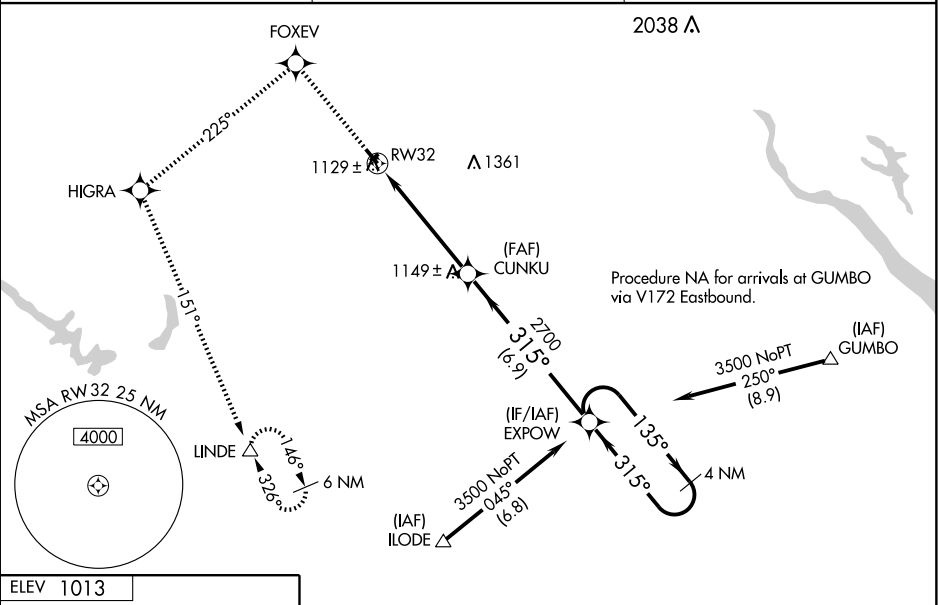 2038
FOXEV
225°
1129 ±
RW32
1361
HIGRA
(FAF)
CUNKU
1149 ±
Procedure NA for arrivals at GUMBO
via V172 Eastbound.
151°
2700
315°
(6.9)
(IAF)
GUMBO
3500 NoPT
250°
(8.9)
MSA RW 32 25 NM
4000
(IF/IAF)
EXPOW
135°
315°
4 NM
LINDE
146°
326°
6 NM
3500 NoPT
045°
(6.8)
(IAF)
ILODE
ELEV 1013